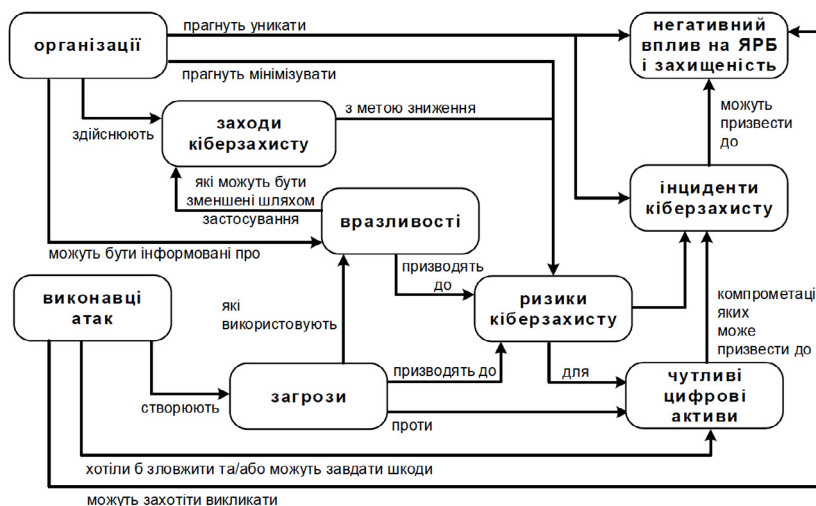 прагнуть уникати
негативний
вплив на ЯРБ
і захищеність
організації
прагнуть мінімізувати
з метою зниження
можуть
призвести
до
здійснюють
заходи
кіберзахисту
які можуть бути
зменшені шляхом
застосування
інциденти
кіберзахисту
вразливості
можуть бути інформовані про
призводять
до
виконавці
атак
які
використовують
ризики
кіберзахисту
компрометаці
яких
може
призвести до
призводять до
для
чутливі
цифрові
активи
створюють
загрози
проти
хотіли б зловжити та/або можуть завдати шкоди
можуть захотіти викликати